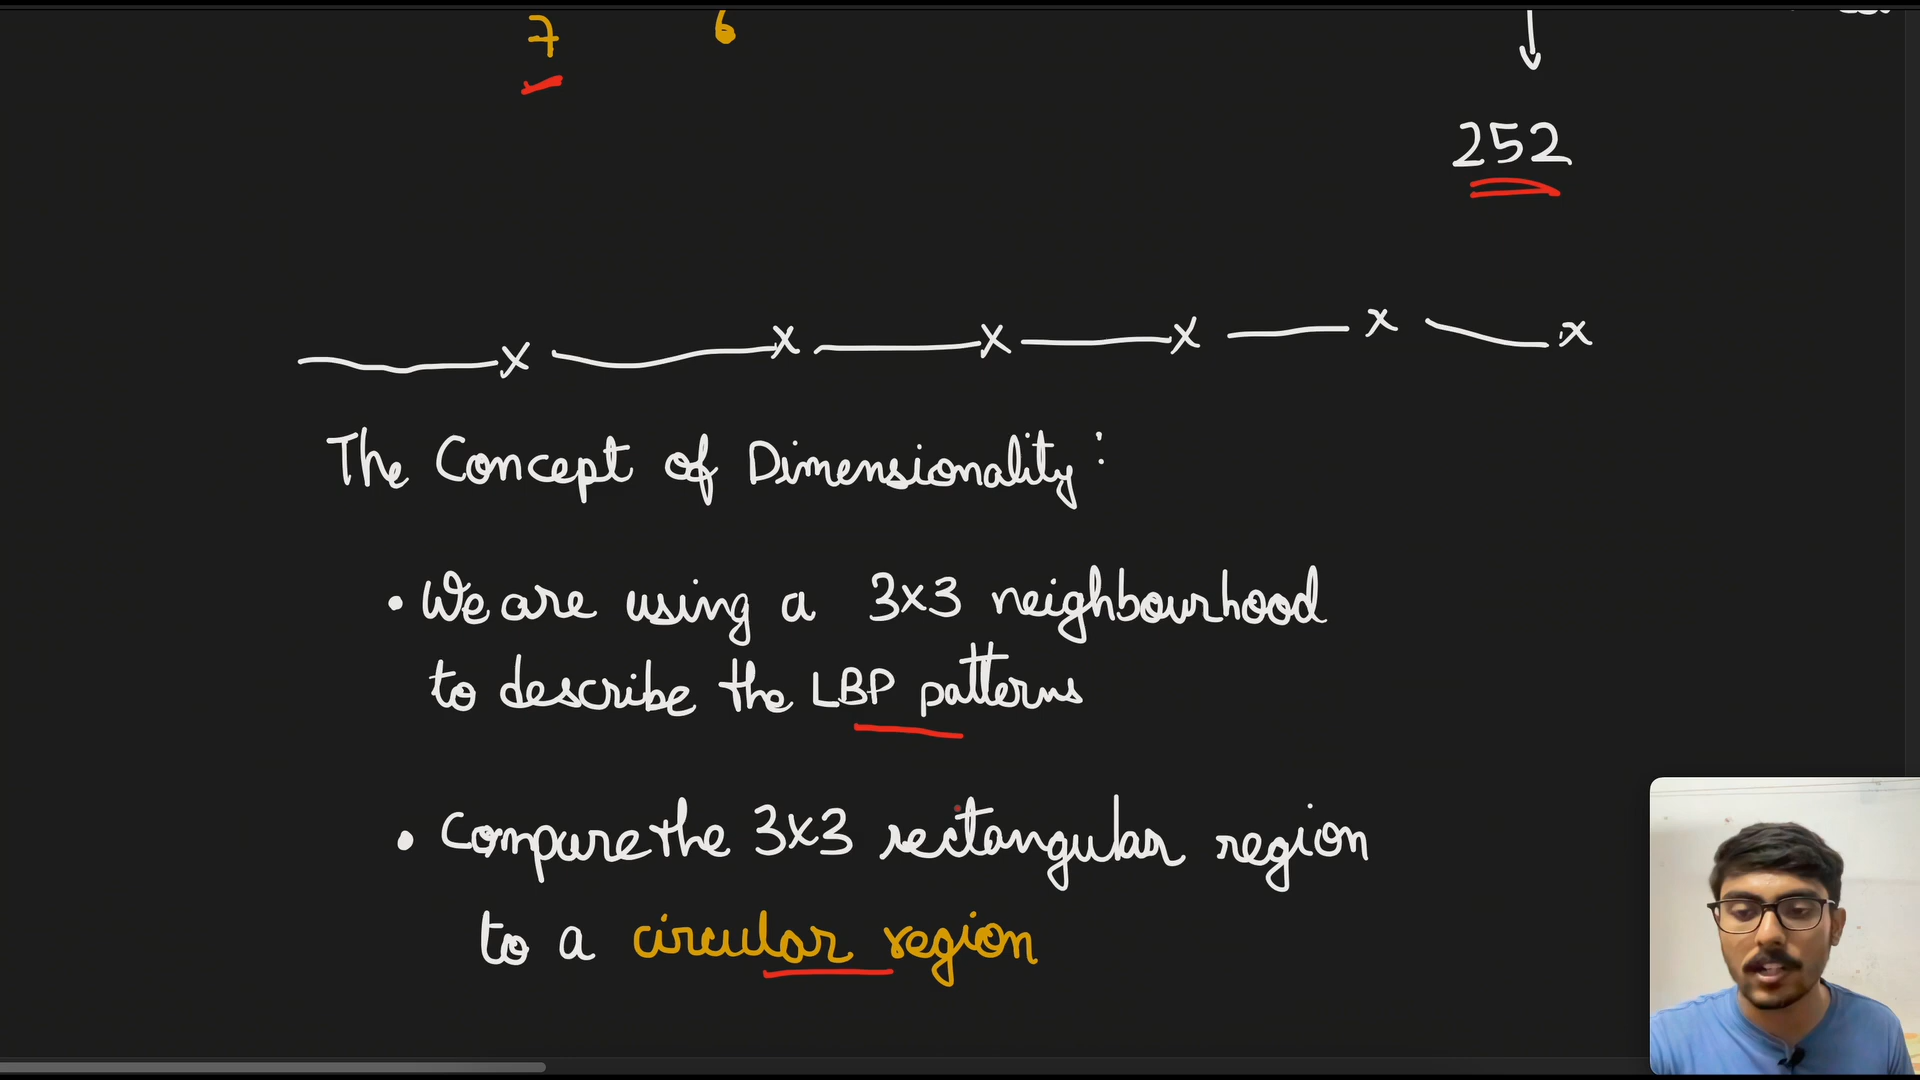 7 6
252
x x x x x x
The Concept of Dimensionality:
• We are using a 3x3 neighbourhood
to describe the LBP patterns
• Compare the 3x3 rectangular region
to a circular region